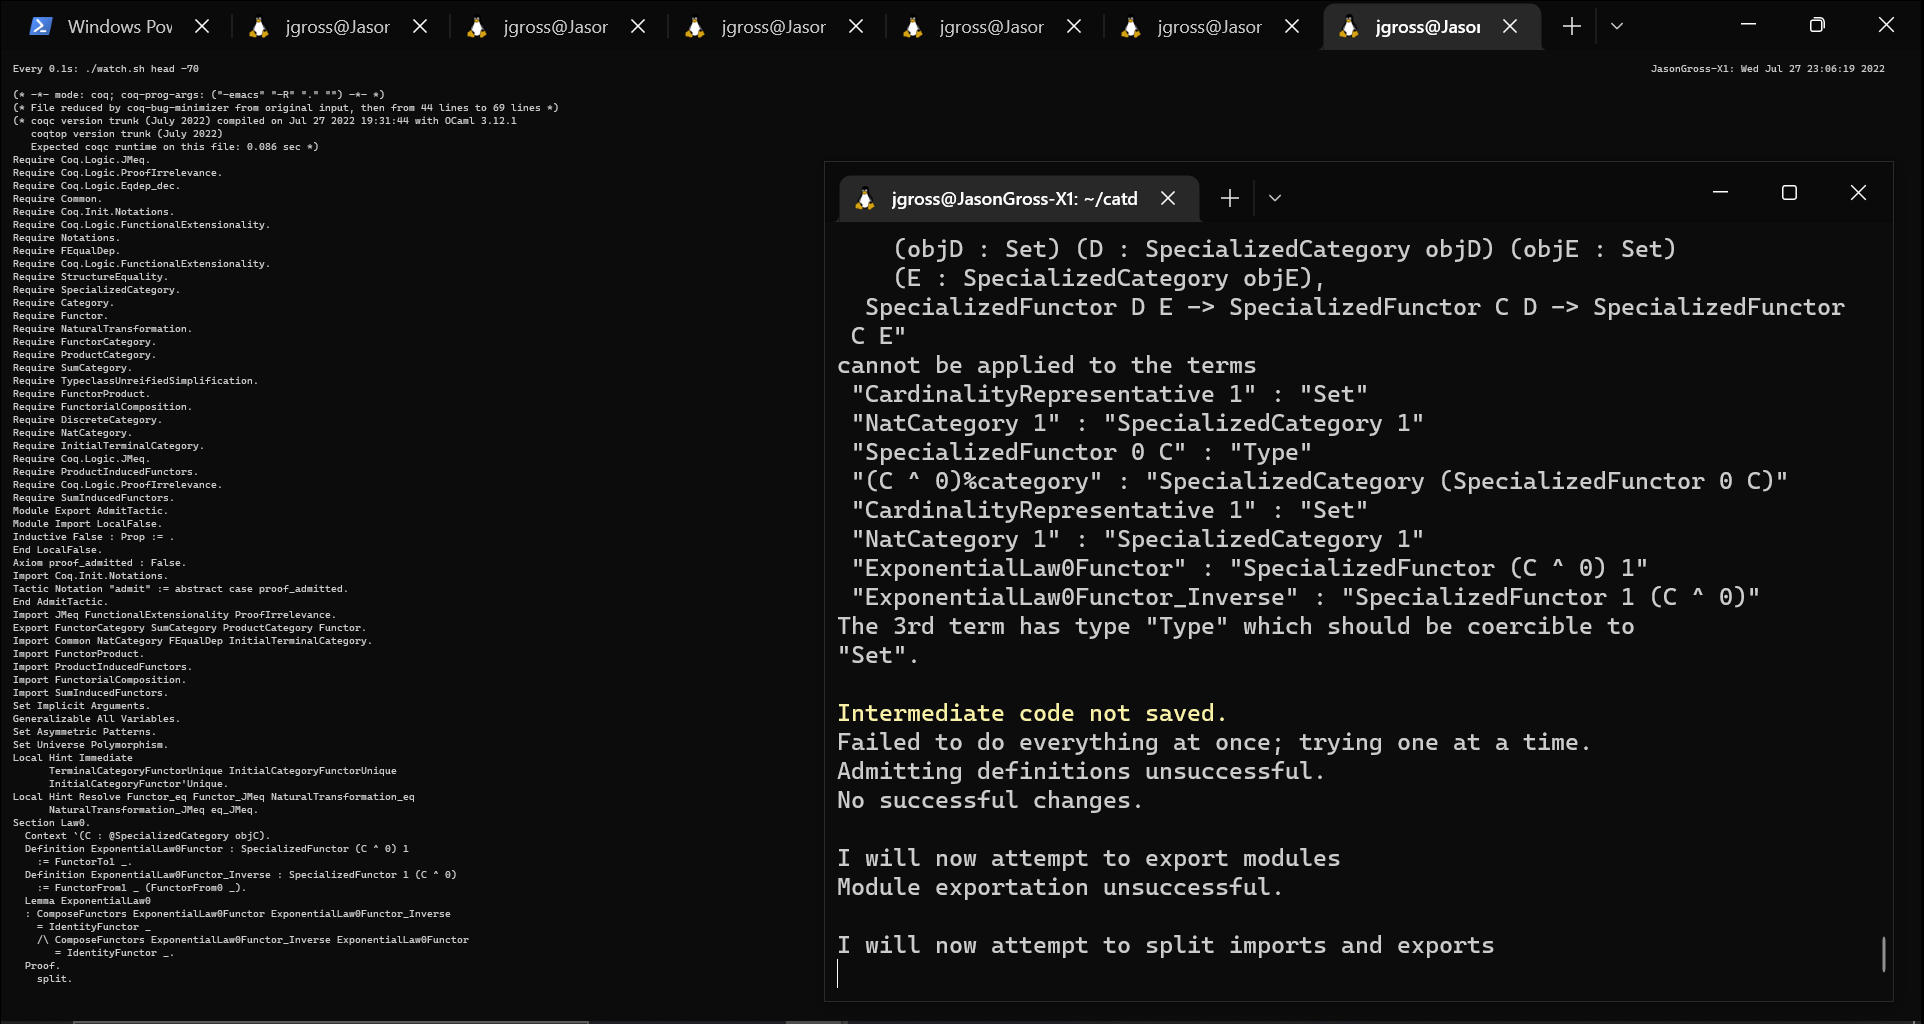 Windows Pov
jgross@Jasor
jgross@Jasor
jgross@Jasor
jgross@Jasor
jgross@Jasor
jgross@Jasor
Every 0.1s: ./watch.sh head -70
JasonGross-X1: Wed Jul 27 23:06:19 2022
(* -*- mode: coq; coq-prog-args: ("-emacs" "-R" "." "") -*- *)
(* File reduced by coq-bug-minimizer from original input, then from 44 lines to 69 lines *)
(* coqc version trunk (July 2022) compiled on Jul 27 2022 19:31:44 with OCaml 3.12.1
   coqtop version trunk (July 2022)
   Expected coqc runtime on this file: 0.086 sec *)
Require Coq.Logic.JMeq.
Require Coq.Logic.ProofIrrelevance.
Require Coq.Logic.Eqdep_dec.
Require Common.
Require Coq.Init.Notations.
Require Coq.Logic.FunctionalExtensionality.
Require Notations.
Require FEqualDep.
Require Coq.Logic.FunctionalExtensionality.
Require StructureEquality.
Require SpecializedCategory.
Require Category.
Require Functor.
Require NaturalTransformation.
Require FunctorCategory.
Require ProductCategory.
Require SumCategory.
Require TypeclassUnreifiedSimplification.
Require FunctorProduct.
Require FunctorialComposition.
Require DiscreteCategory.
Require NatCategory.
Require InitialTerminalCategory.
Require Coq.Logic.JMeq.
Require ProductInducedFunctors.
Require Coq.Logic.ProofIrrelevance.
Require SumInducedFunctors.
Module Export AdmitTactic.
Module Import LocalFalse.
Inductive False : Prop := .
End LocalFalse.
Axiom proof_admitted : False.
Import Coq.Init.Notations.
Tactic Notation "admit" := abstract case proof_admitted.
End AdmitTactic.
Import JMeq FunctionalExtensionality ProofIrrelevance.
Export FunctorCategory SumCategory ProductCategory Functor.
Import Common NatCategory FEqualDep InitialTerminalCategory.
Import FunctorProduct.
Import ProductInducedFunctors.
Import FunctorialComposition.
Import SumInducedFunctors.
Set Implicit Arguments.
Generalizable All Variables.
Set Asymmetric Patterns.
Set Universe Polymorphism.
Local Hint Immediate
      TerminalCategoryFunctorUnique InitialCategoryFunctorUnique
      InitialCategoryFunctor'Unique.
Local Hint Resolve Functor_eq Functor_JMeq NaturalTransformation_eq
      NaturalTransformation_JMeq eq_JMeq.
Section Law0.
  Context `(C : @SpecializedCategory objC).
  Definition ExponentialLaw0Functor : SpecializedFunctor (C ^ 0) 1
    := FunctorTo1 _.
  Definition ExponentialLaw0Functor_Inverse : SpecializedFunctor 1 (C ^ 0)
    := FunctorFrom1 _ (FunctorFrom0 _).
  Lemma ExponentialLaw0
  : ComposeFunctors ExponentialLaw0Functor ExponentialLaw0Functor_Inverse
    = IdentityFunctor _
    /\ ComposeFunctors ExponentialLaw0Functor_Inverse ExponentialLaw0Functor
       = IdentityFunctor _.
  Proof.
    split.
jgross@JasonGross-X1: ~/catd
    (objD : Set) (D : SpecializedCategory objD) (objE : Set)
    (E : SpecializedCategory objE),
  SpecializedFunctor D E -> SpecializedFunctor C D -> SpecializedFunctor
 C E"
cannot be applied to the terms
 "CardinalityRepresentative 1" : "Set"
 "NatCategory 1" : "SpecializedCategory 1"
 "SpecializedFunctor 0 C" : "Type"
 "(C ^ 0)%category" : "SpecializedCategory (SpecializedFunctor 0 C)"
 "CardinalityRepresentative 1" : "Set"
 "NatCategory 1" : "SpecializedCategory 1"
 "ExponentialLaw0Functor" : "SpecializedFunctor (C ^ 0) 1"
 "ExponentialLaw0Functor_Inverse" : "SpecializedFunctor 1 (C ^ 0)"
The 3rd term has type "Type" which should be coercible to
"Set".
Intermediate code not saved.
Failed to do everything at once; trying one at a time.
Admitting definitions unsuccessful.
No successful changes.
I will now attempt to export modules
Module exportation unsuccessful.
I will now attempt to split imports and exports